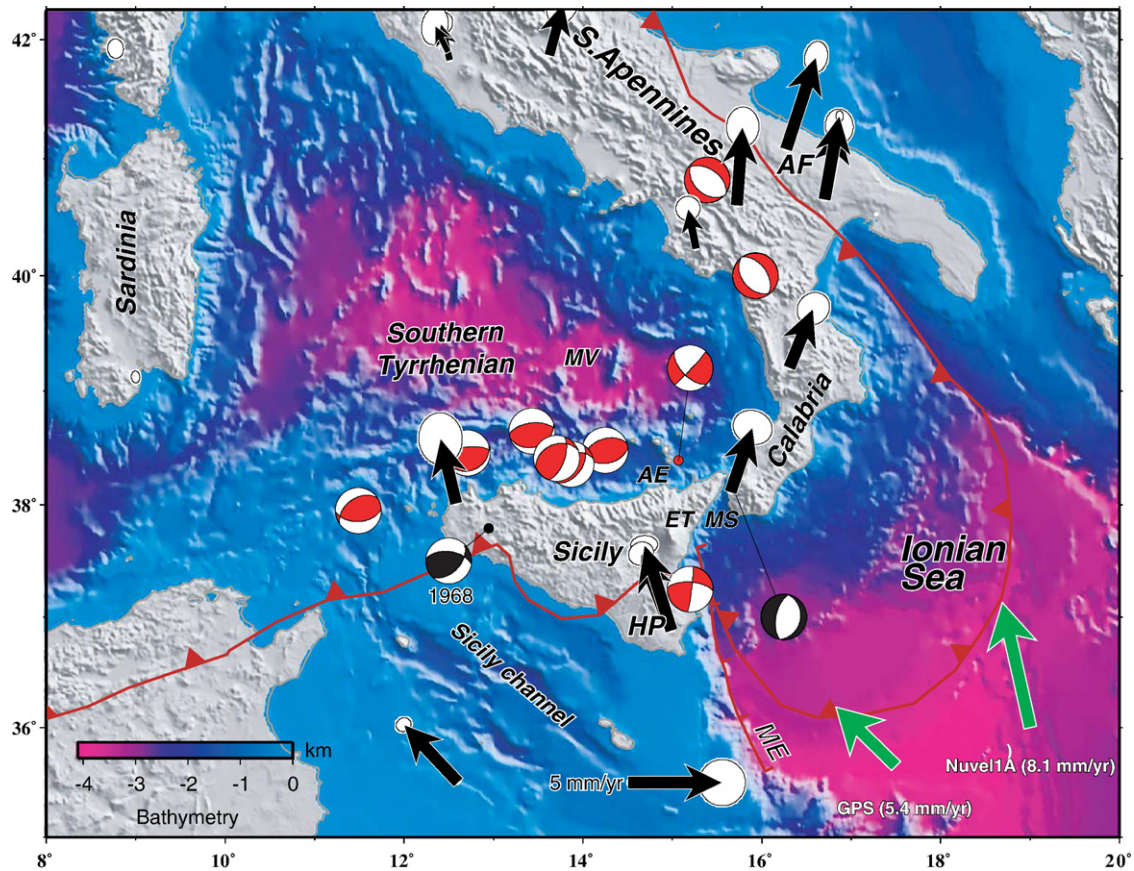 42°
S.Apennines
AF
40°
Sardinia
Southern
Tyrrhenian
MV
Calabria
AE
38°
ET
MS
Sicily
Ionian
Sea
1968
HP
Sicily channel
36°
ME
km
-4
-3
-2
-1
0
Bathymetry
5 mm/yr
Nuvel1A (8.1 mm/yr)
GPS (5.4 mm/yr)
8°
10°
12°
14°
16°
18°
20°